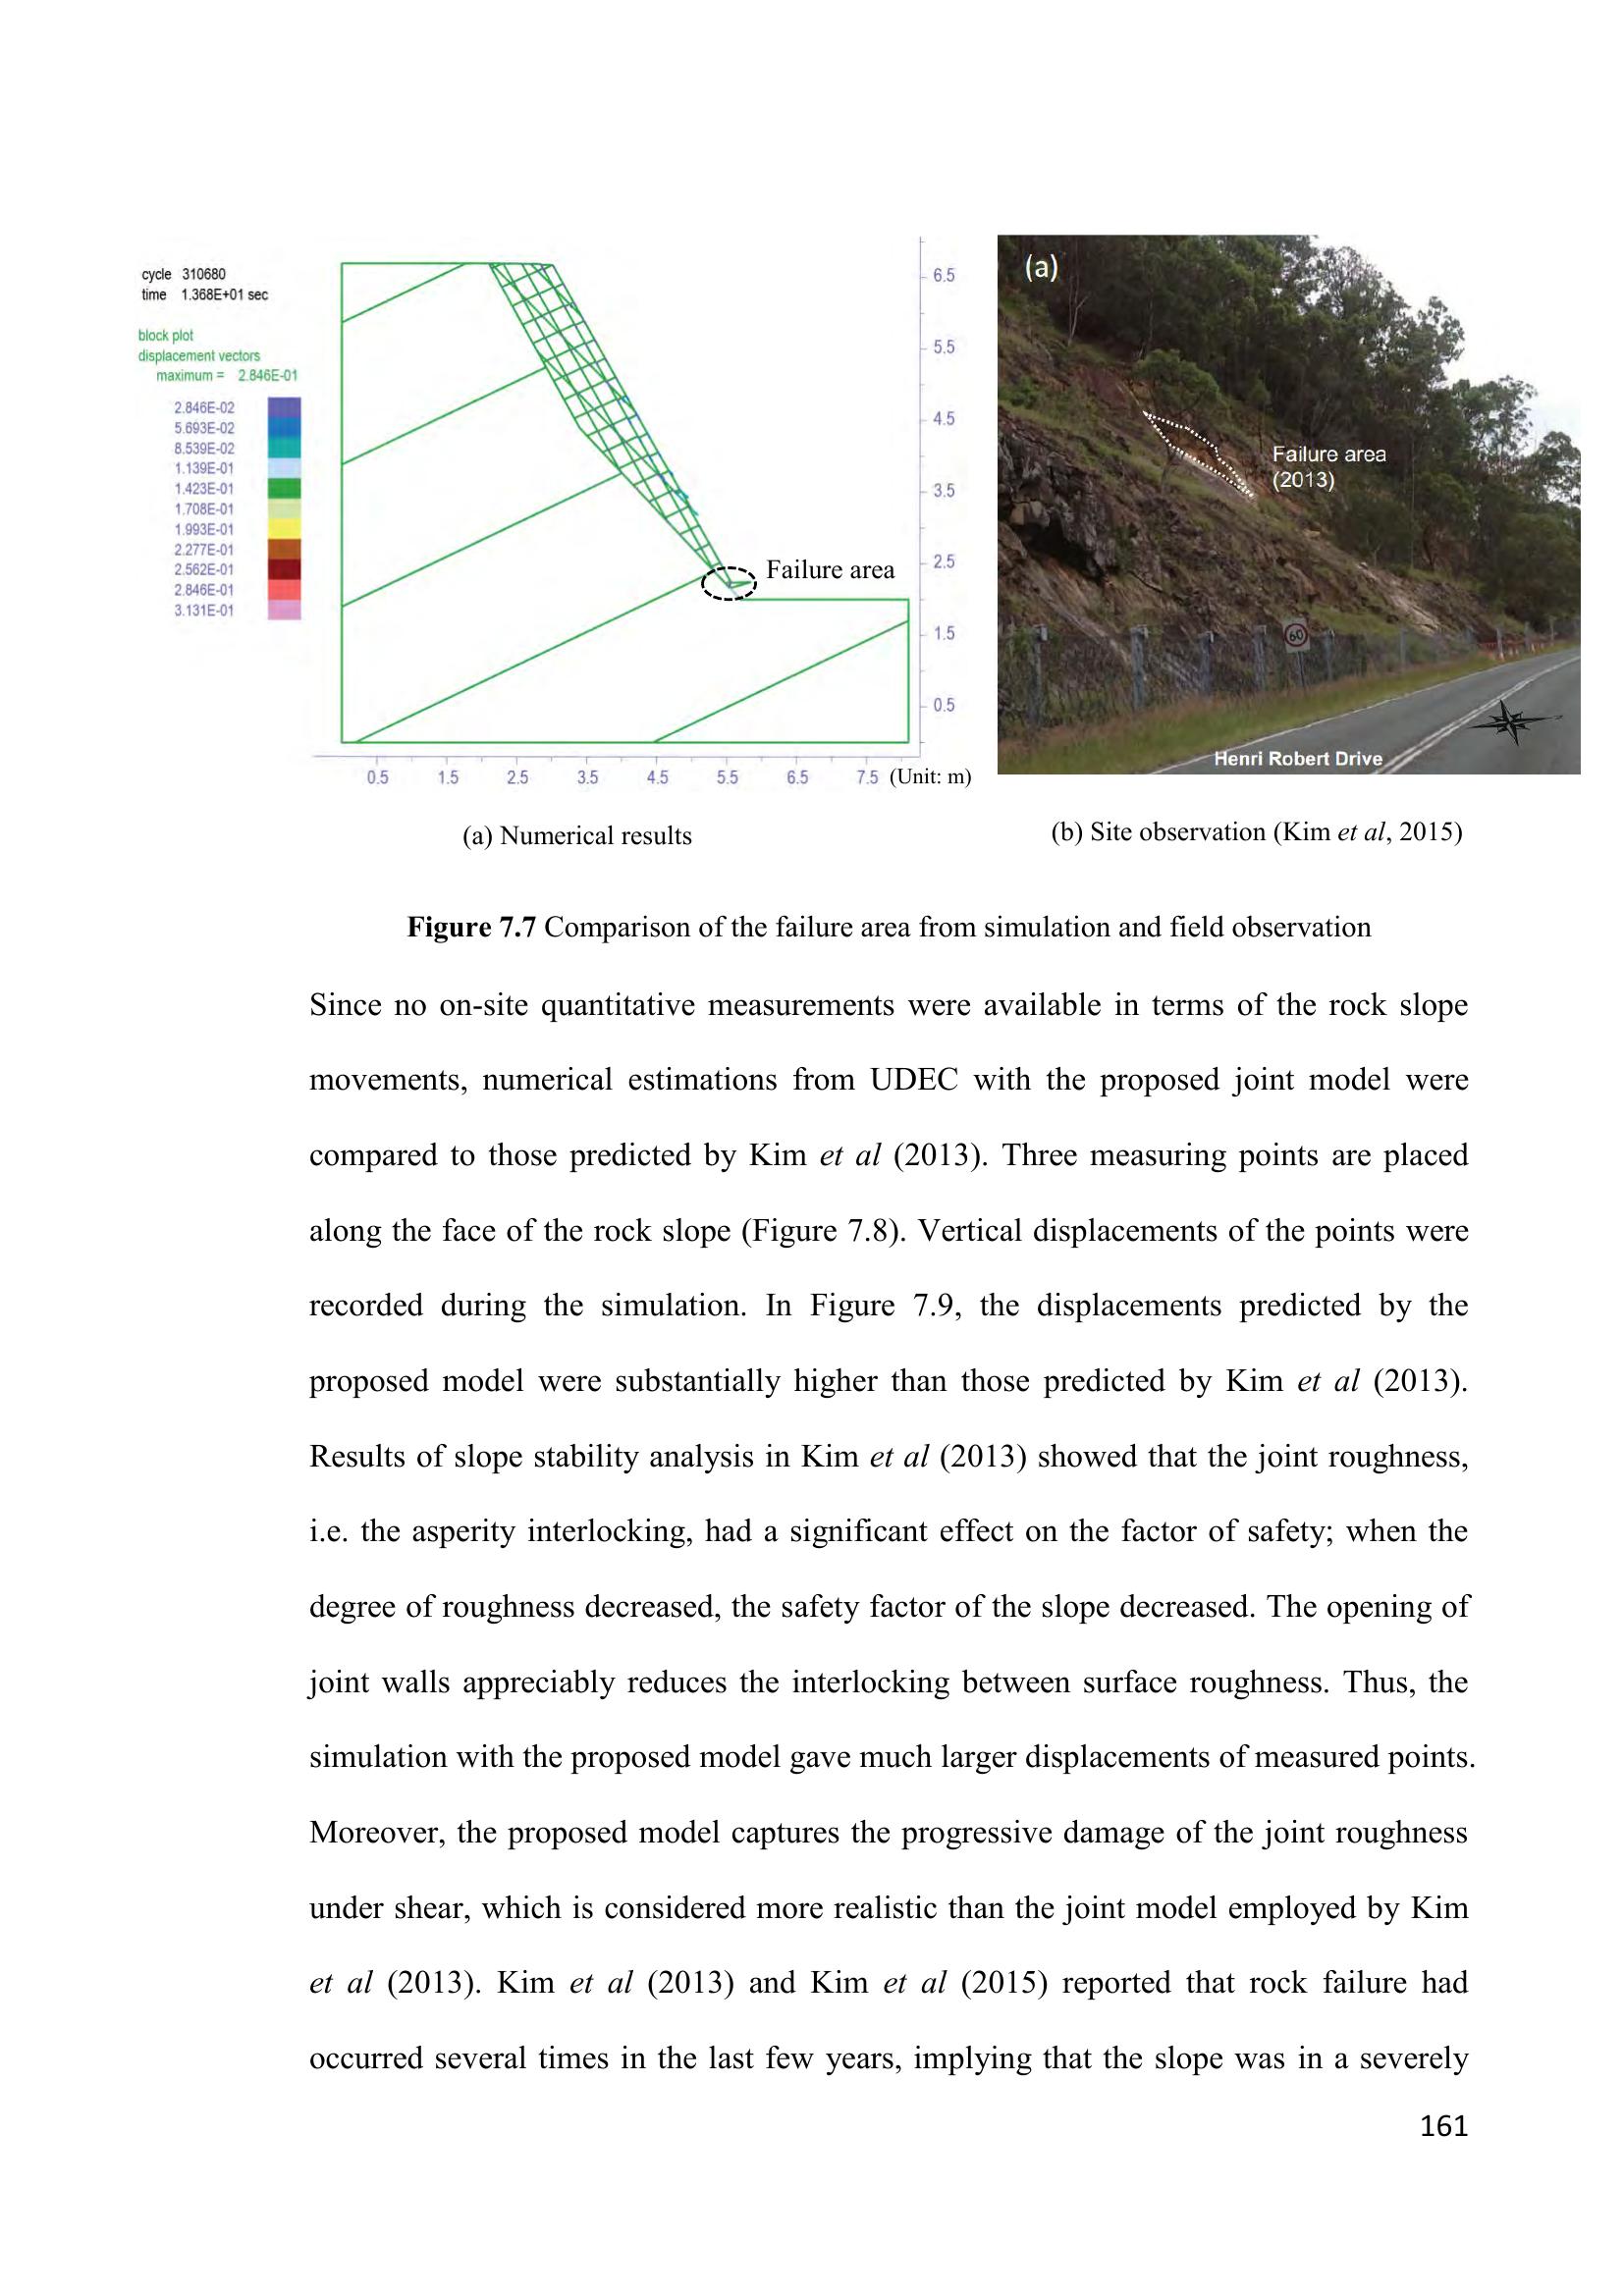 cycle 310680
time 1.368E+01 sec
block plot
displacement vectors
maximum = 2.846E-01
2.846E-02
5.693E-02
8.539E-02
1.139E-01
1.423E-01
1.708E-01
1.993E-01
2.277E-01
2.562E-01
2.846E-01
3.131E-01
6.5
5.5
4.5
3.5
2.5
1.5
0.5
Failure area
0.5 1.5 2.5 3.5 4.5 5.5 6.5 7.5 (Unit: m)
(a)
Failure area
(2013)
60
Henri Robert Drive
(a) Numerical results
(b) Site observation (Kim et al, 2015)
Figure 7.7 Comparison of the failure area from simulation and field observation
Since no on-site quantitative measurements were available in terms of the rock slope
movements, numerical estimations from UDEC with the proposed joint model were
compared to those predicted by Kim et al (2013). Three measuring points are placed
along the face of the rock slope (Figure 7.8). Vertical displacements of the points were
recorded during the simulation. In Figure 7.9, the displacements predicted by the
proposed model were substantially higher than those predicted by Kim et al (2013).
Results of slope stability analysis in Kim et al (2013) showed that the joint roughness,
i.e. the asperity interlocking, had a significant effect on the factor of safety; when the
degree of roughness decreased, the safety factor of the slope decreased. The opening of
joint walls appreciably reduces the interlocking between surface roughness. Thus, the
simulation with the proposed model gave much larger displacements of measured points.
Moreover, the proposed model captures the progressive damage of the joint roughness
under shear, which is considered more realistic than the joint model employed by Kim
et al (2013). Kim et al (2013) and Kim et al (2015) reported that rock failure had
occurred several times in the last few years, implying that the slope was in a severely
161